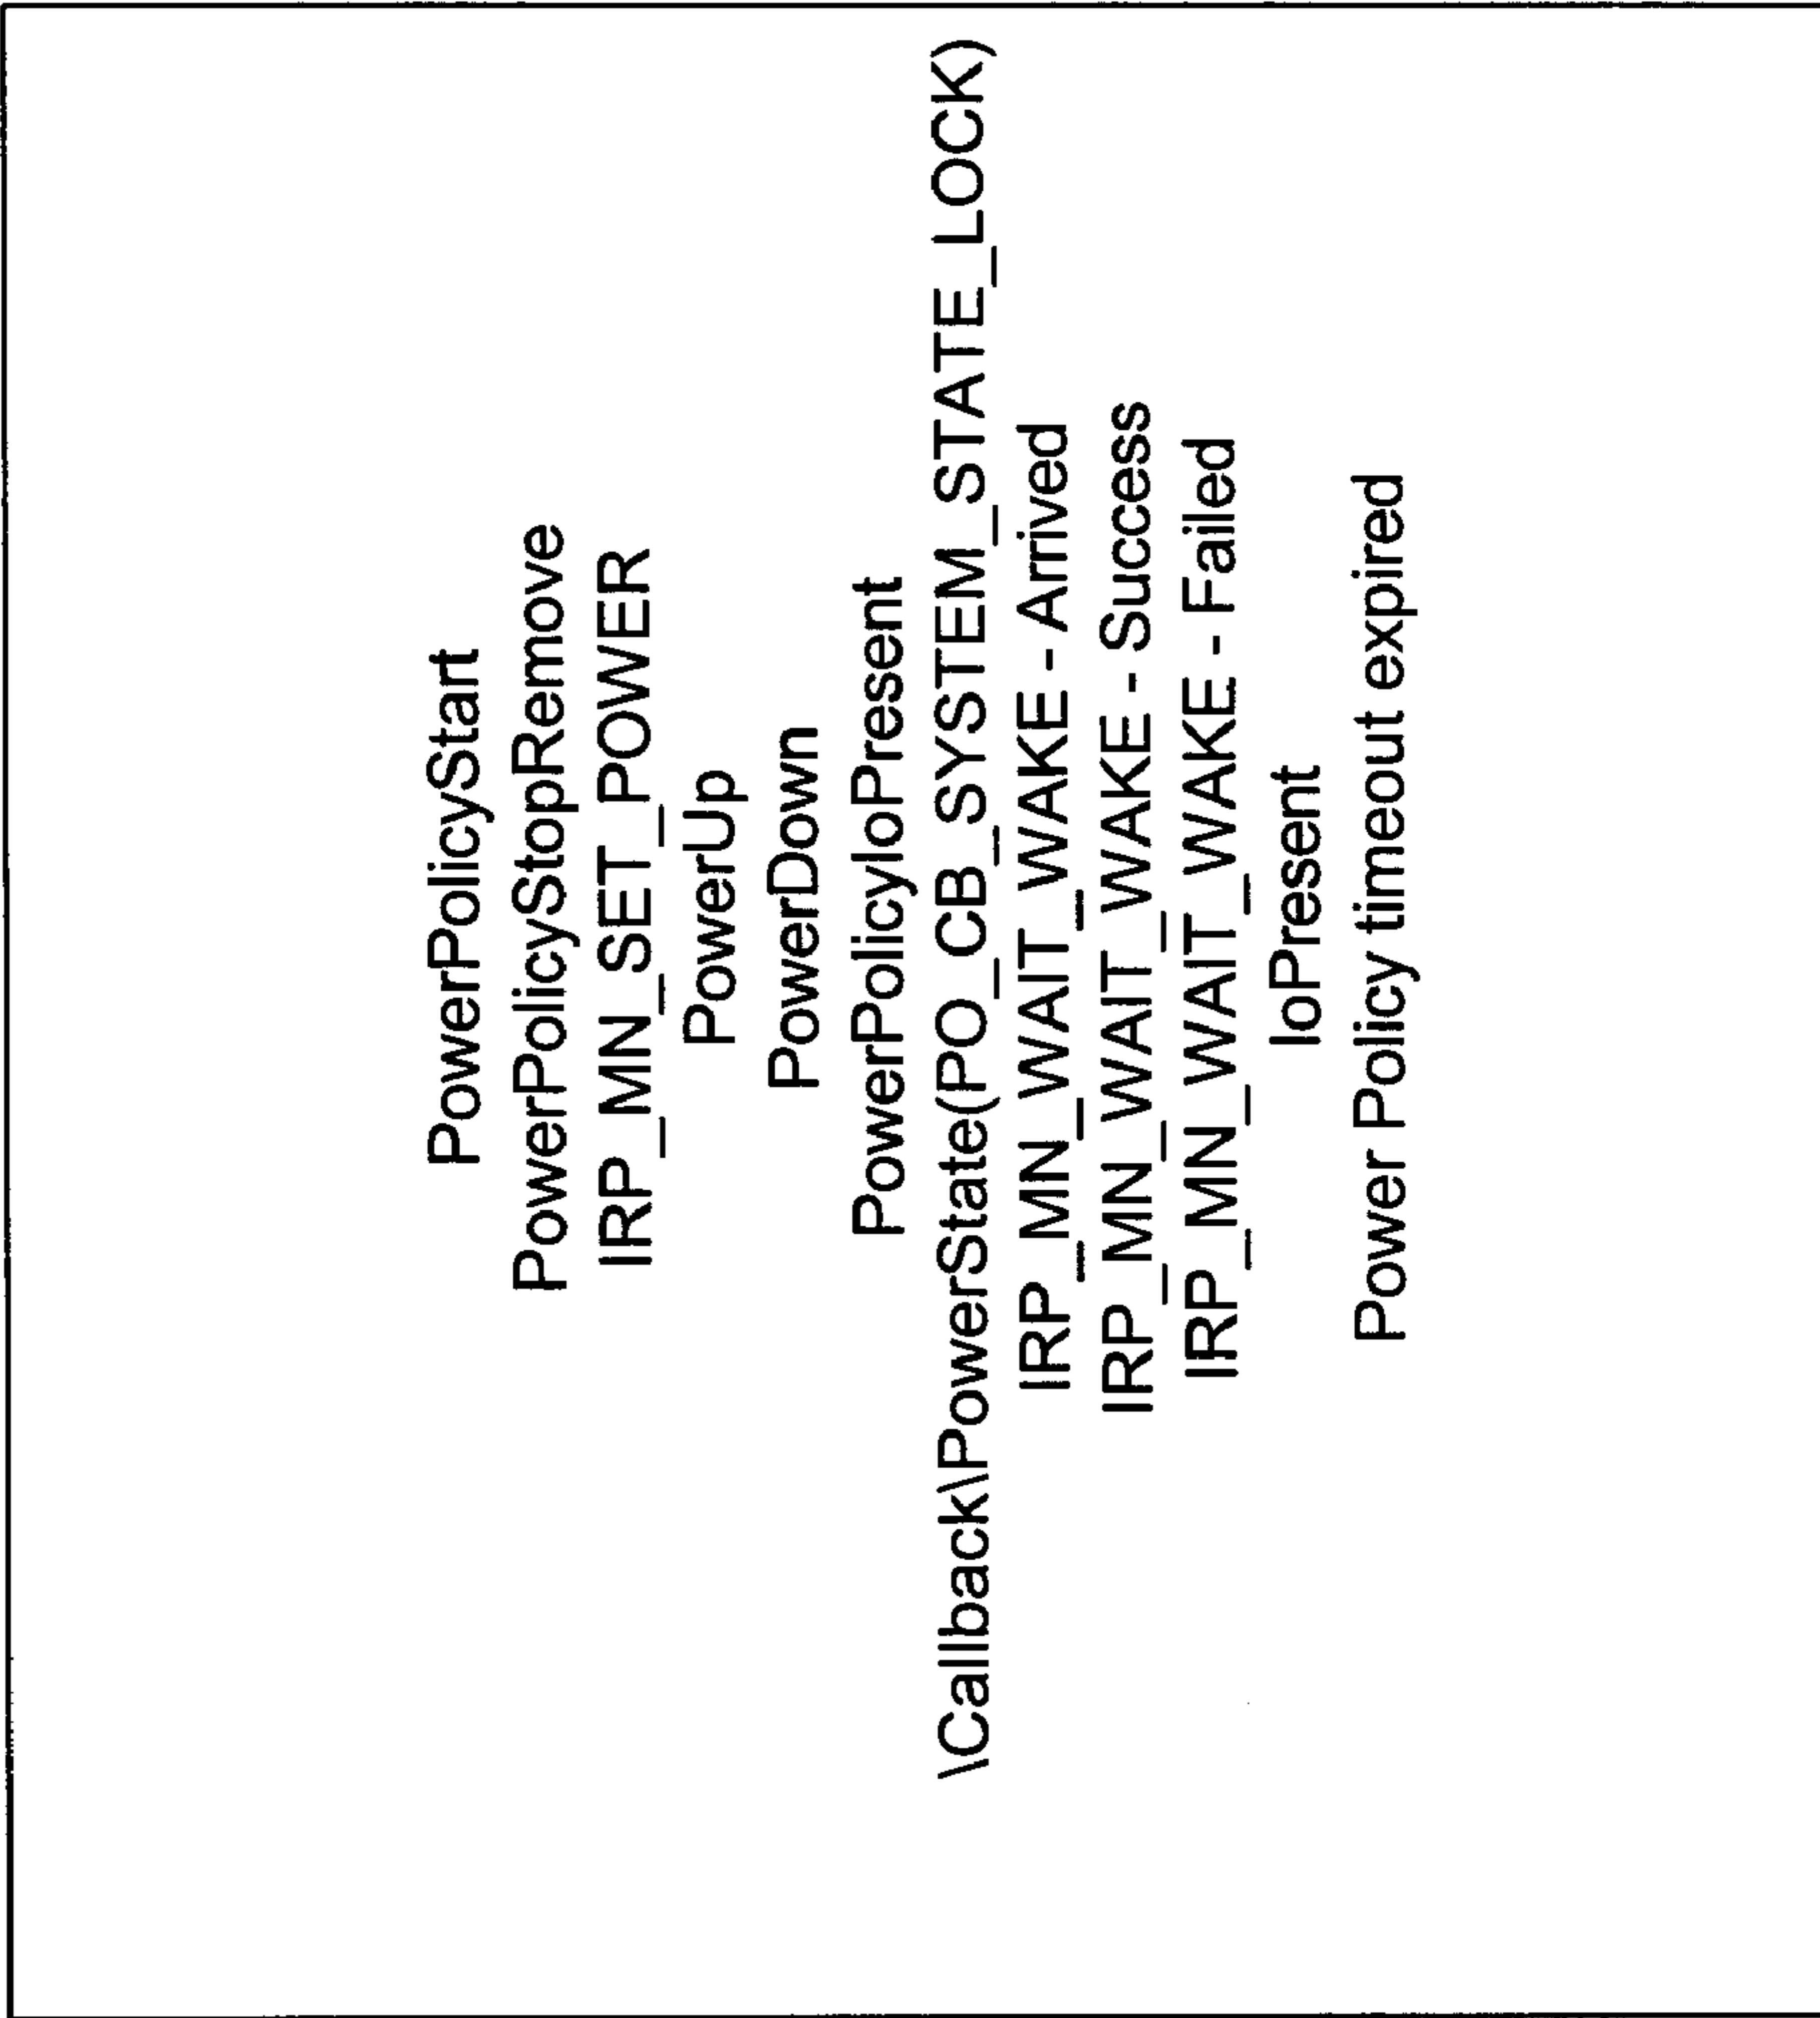 PowerPolicyStart
PowerPolicyStopRemove
IRP_MN_SET_POWER
PowerUp
PowerDown
PowerPolicyIoPresent
\Callback\PowerState(PO_CB_SYSTEM_STATE_LOCK)
IRP_MN_WAIT_WAKE - Arrived
IRP_MN_WAIT_WAKE - Success
IRP_MN_WAIT_WAKE - Failed
IoPresent
Power Policy timeout expired